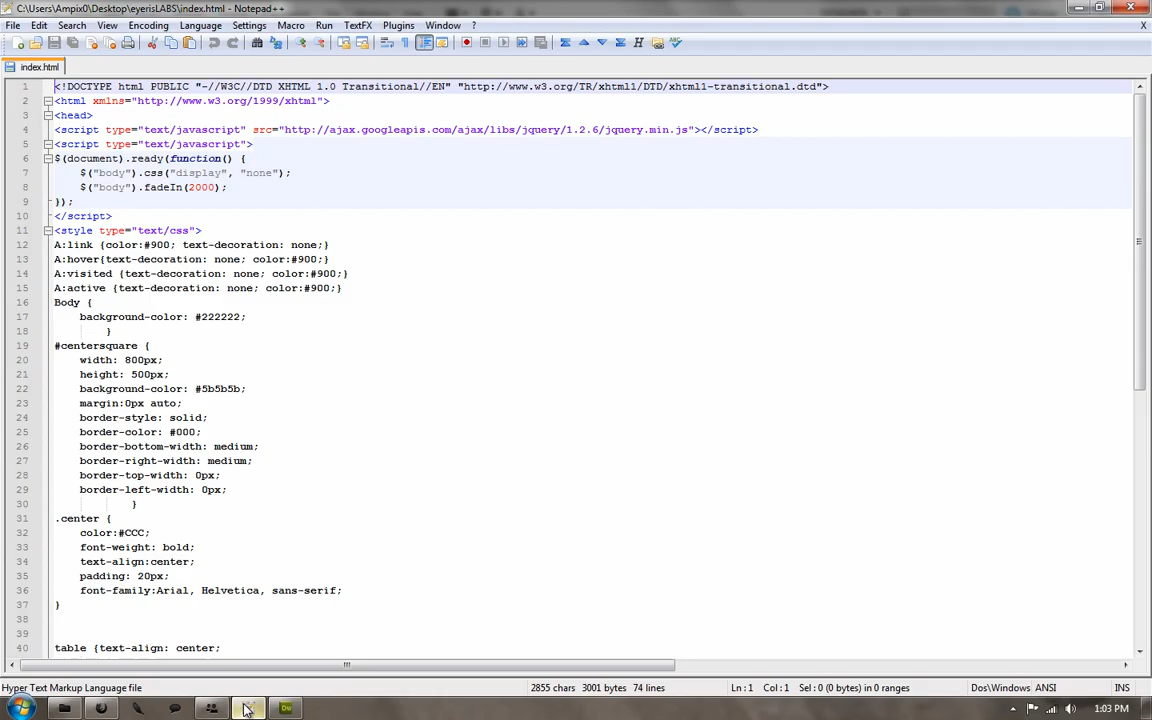 C:\Users\Ampix0\Desktop\eyerisLABS\index.html - Notepad++
File Edit Search View Encoding Language Settings Macro Run TextFX Plugins Window ?
index.html
1 <!DOCTYPE html PUBLIC "-//W3C//DTD XHTML 1.0 Transitional//EN" "http://www.w3.org/TR/xhtml1/DTD/xhtml1-transitional.dtd">
2 <html xmlns="http://www.w3.org/1999/xhtml">
3 <head>
4 <script type="text/javascript" src="http://ajax.googleapis.com/ajax/libs/jquery/1.2.6/jquery.min.js"></script>
5 <script type="text/javascript">
6 $(document).ready(function() {
7 $("body").css("display", "none");
8 $("body").fadeIn(2000);
9 });
10 </script>
11 <style type="text/css">
12 A:link {color:#900; text-decoration: none;}
13 A:hover{text-decoration: none; color:#900;}
14 A:visited {text-decoration: none; color:#900;}
15 A:active {text-decoration: none; color:#900;}
16 Body {
17 background-color: #222222;
18 }
19 #centersquare {
20 width: 800px;
21 height: 500px;
22 background-color: #5b5b5b;
23 margin:0px auto;
24 border-style: solid;
25 border-color: #000;
26 border-bottom-width: medium;
27 border-right-width: medium;
28 border-top-width: 0px;
29 border-left-width: 0px;
30 }
31 .center {
32 color:#CCC;
33 font-weight: bold;
34 text-align:center;
35 padding: 20px;
36 font-family:Arial, Helvetica, sans-serif;
37 }
38
39
40 table {text-align: center;
Hyper Text Markup Language file 2855 chars 3001 bytes 74 lines Ln:1 Col:1 Sel:0 (0 bytes) in 0 ranges Dos\Windows ANSI INS
Dw 1:03 PM